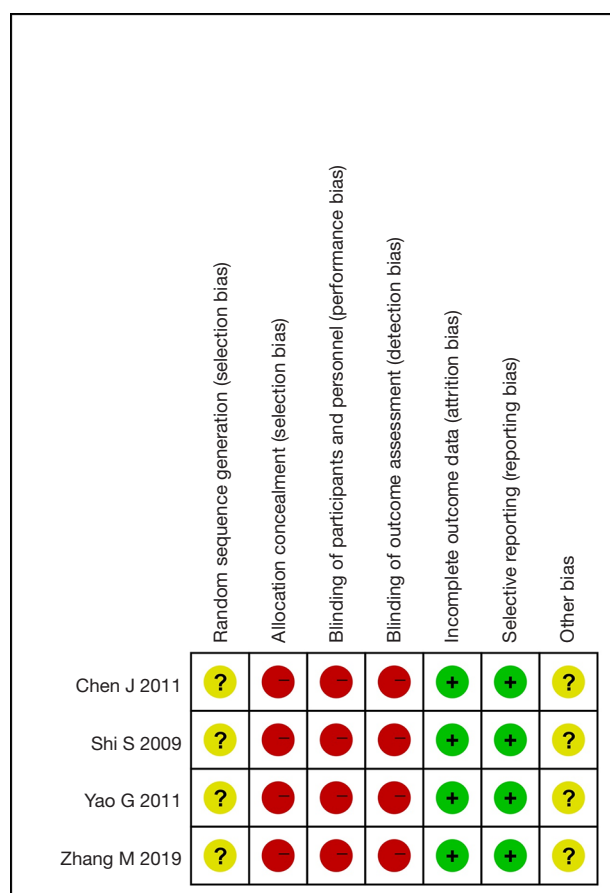 Random sequence generation (selection bias)
Allocation concealment (selection bias)
Blinding of participants and personnel (performance bias)
Blinding of outcome assessment (detection bias)
Incomplete outcome data (attrition bias)
Selective reporting (reporting bias)
Other bias
Chen J 2011 ? – – – + + ?
Shi S 2009 ? – – – + + ?
Yao G 2011 ? – – – + + ?
Zhang M 2019 ? – – – + + ?